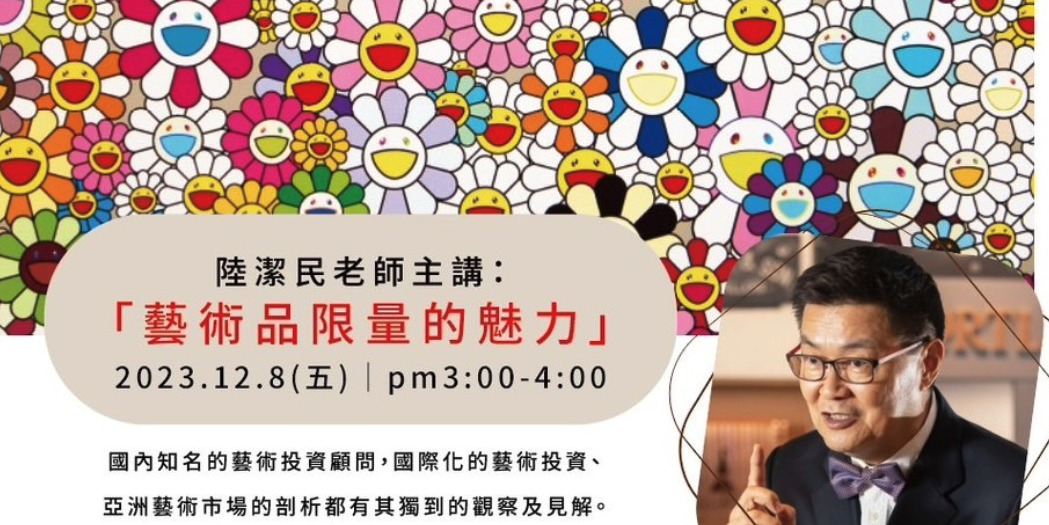 陸潔民老師主講：
「藝術品限量的魅力」
2023.12.8(五)｜pm3:00-4:00
國內知名的藝術投資顧問，國際化的藝術投資、
亞洲藝術市場的剖析都有其獨到的觀察及見解。